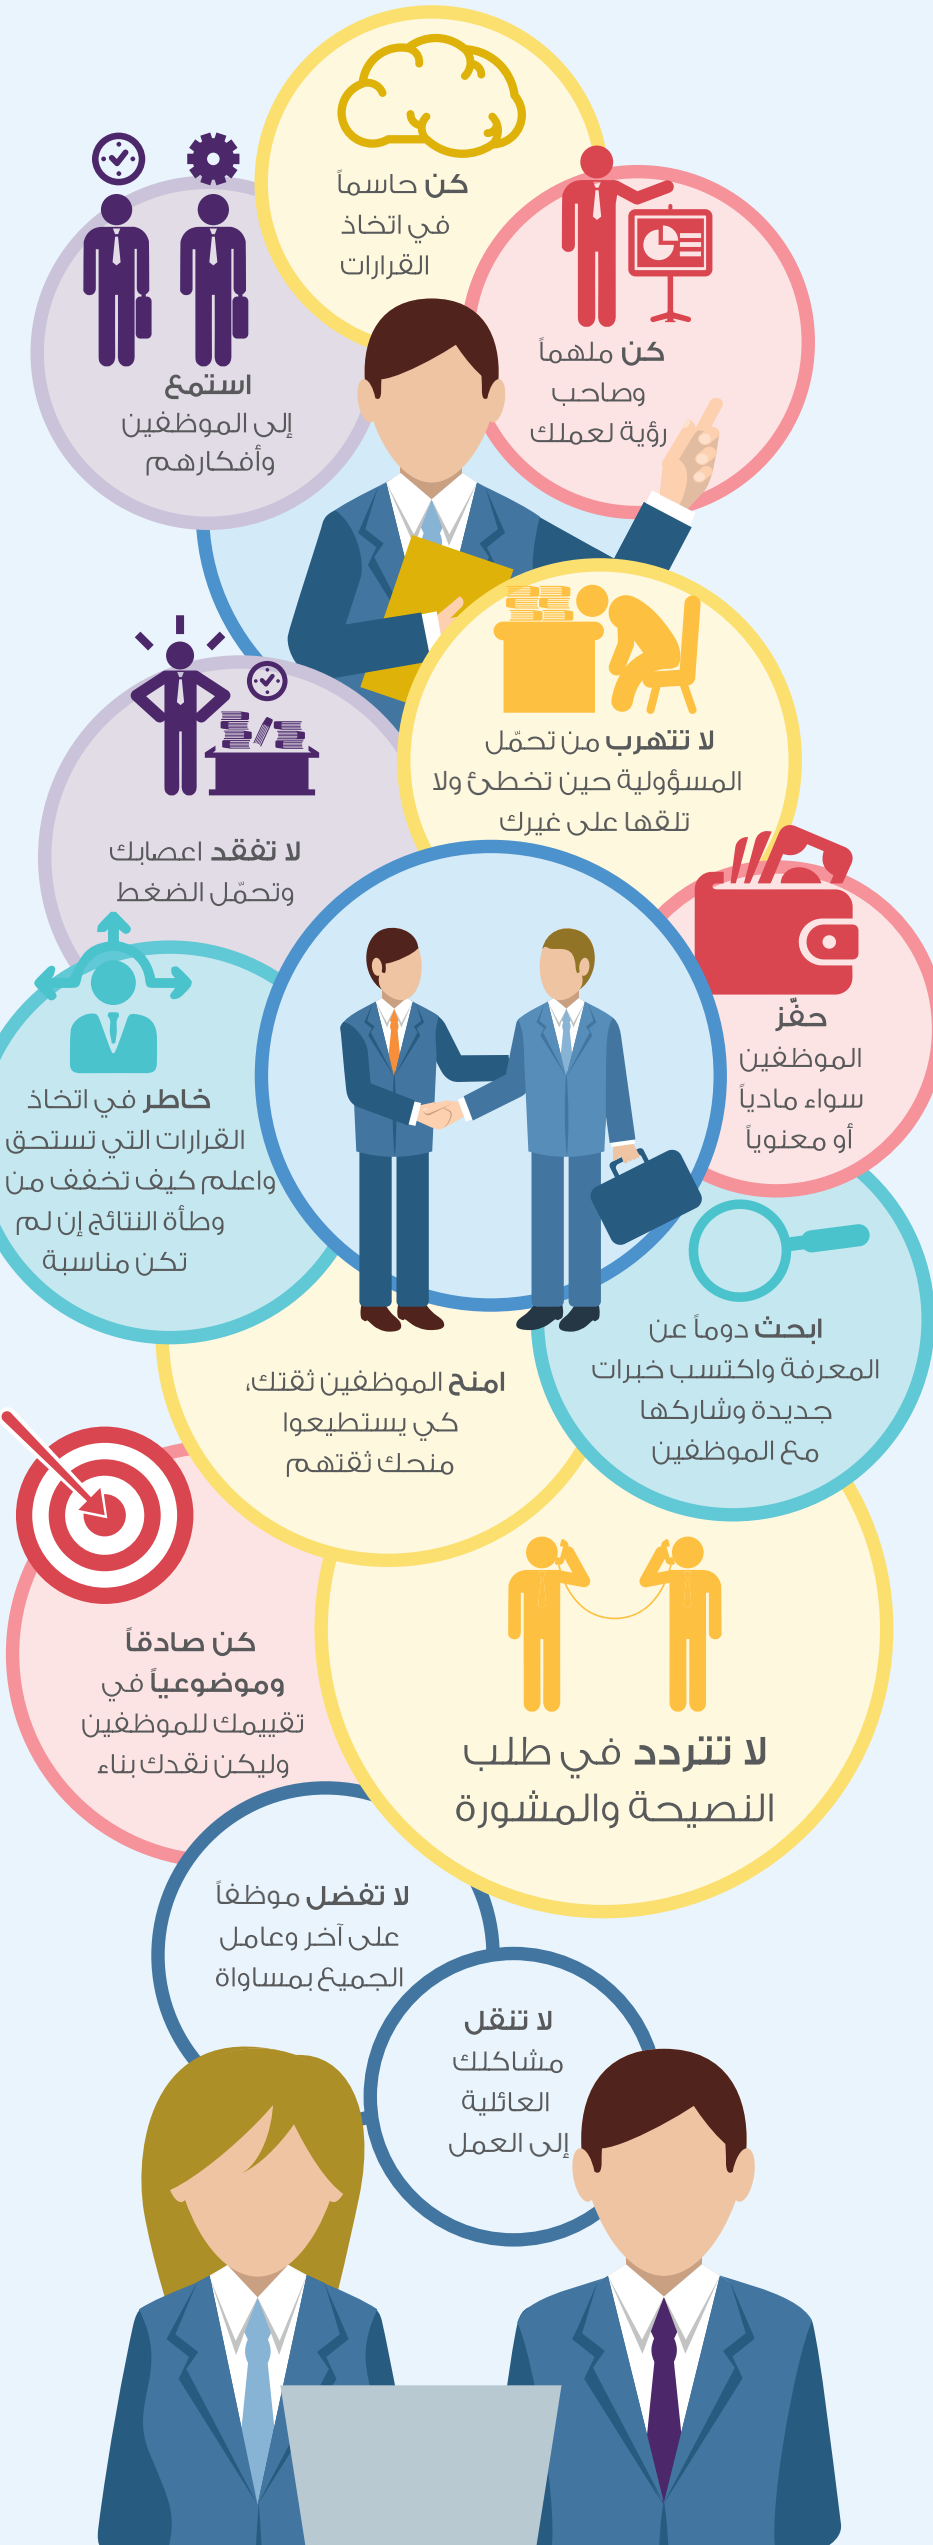 كن حاسماً
في اتخاذ
القرارات
كن ملهماً
وصاحب
رؤية لعملك
استمع
إلى الموظفين
وأفكارهم
لا تتهرب من تحمّل
المسؤولية حين تخطئ ولا
تلقها على غيرك
لا تفقد اعصابك
وتحمّل الضغط
حفّز
الموظفين
سواء مادياً
أو معنوياً
خاطر في اتخاذ
القرارات التي تستحق
واعلم كيف تخفف من
وطأة النتائج إن لم
تكن مناسبة
ابحث دوماً عن
المعرفة واكتسب خبرات
جديدة وشاركها
مع الموظفين
امنح الموظفين ثقتك،
كي يستطيعوا
منحك ثقتهم
كن صادقاً
وموضوعياً في
تقييمك للموظفين
وليكن نقدك بناء
لا تتردد في طلب
النصيحة والمشورة
لا تفضل موظفاً
على آخر وعامل
الجميع بمساواة
لا تنقل
مشاكلك
العائلية
إلى العمل